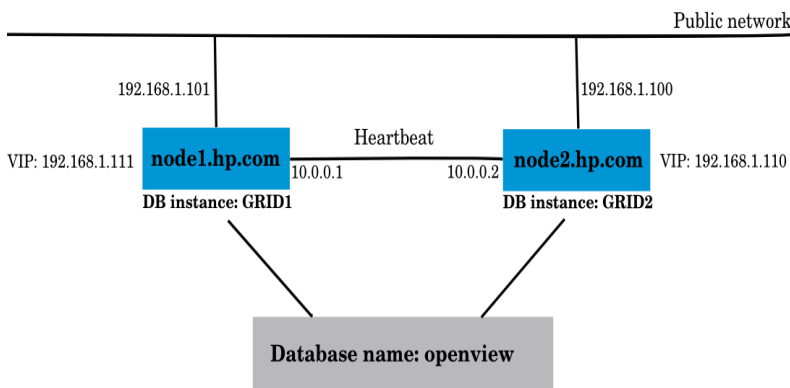 Public network
192.168.1.101
192.168.1.100
Heartbeat
VIP: 192.168.1.111
node1.hp.com
10.0.0.1
10.0.0.2
node2.hp.com
VIP: 192.168.1.110
DB instance: GRID1
DB instance: GRID2
Database name: openview